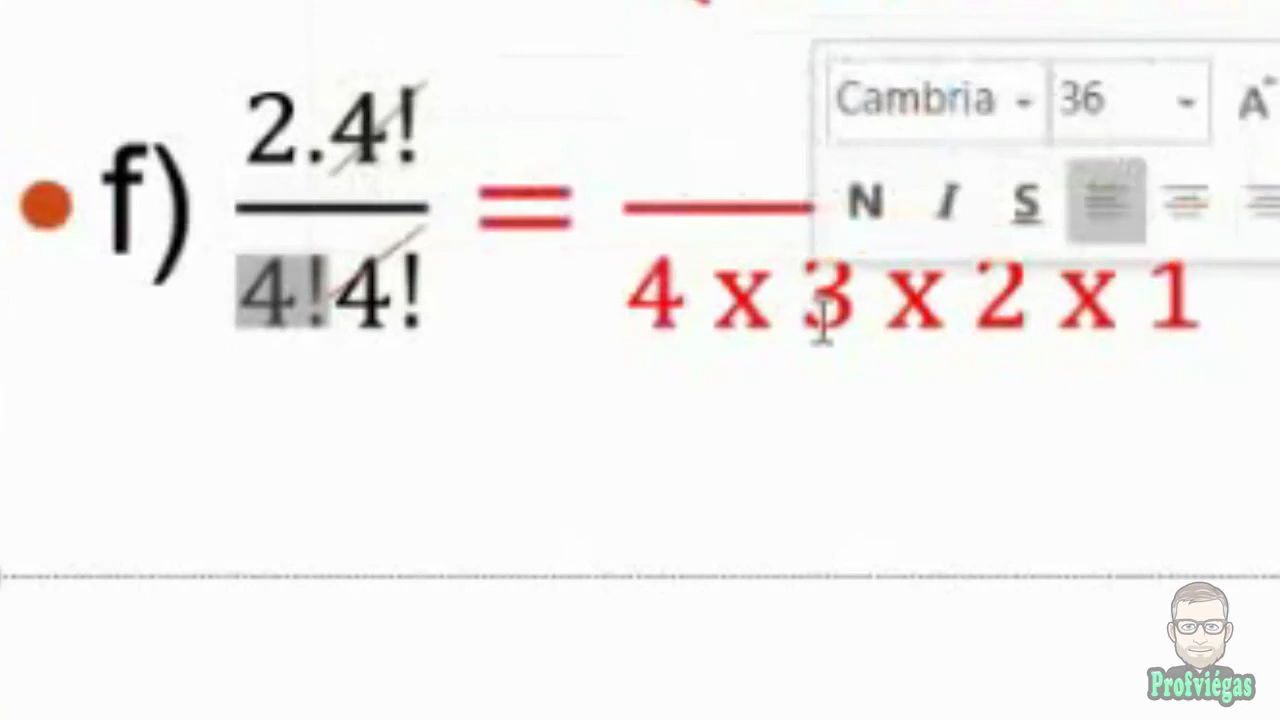 Cambria 36 A
N I S
f) 2.4! =
4!4! 4 x 3 x 2 x 1
Profviégas